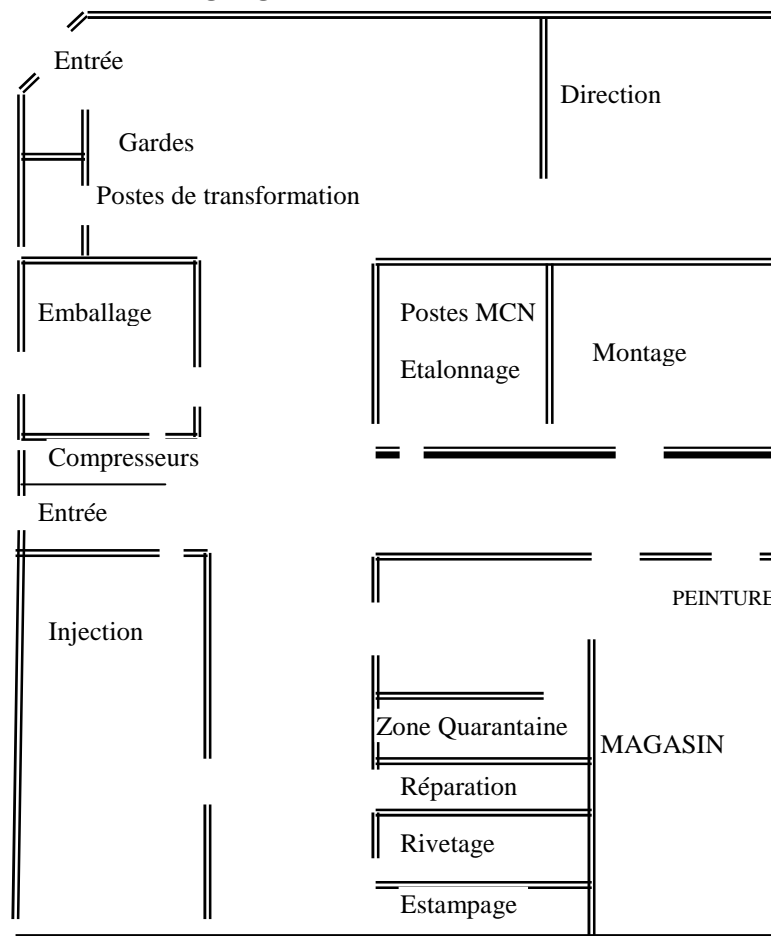 Entrée
Direction
Gardes
Postes de transformation
Emballage
Postes MCN
Etalonnage
Montage
Compresseurs
Entrée
PEINTURE
Injection
Zone Quarantaine
MAGASIN
Réparation
Rivetage
Estampage